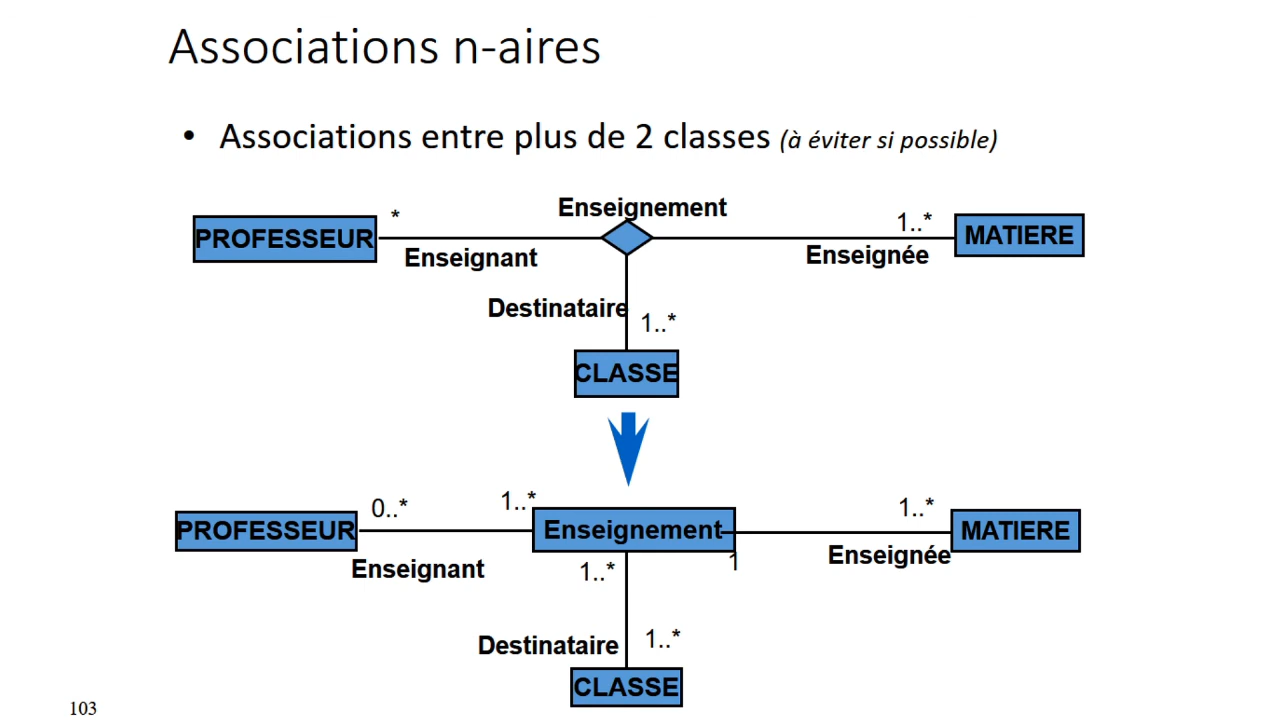 Associations n-aires
• Associations entre plus de 2 classes (à éviter si possible)
Enseignement
*
1..*
PROFESSEUR
MATIERE
Enseignant
Enseignée
Destinataire
1..*
CLASSE
0..*
1..*
1..*
PROFESSEUR
Enseignement
MATIERE
Enseignant
1..*
1
Enseignée
Destinataire
1..*
CLASSE
103